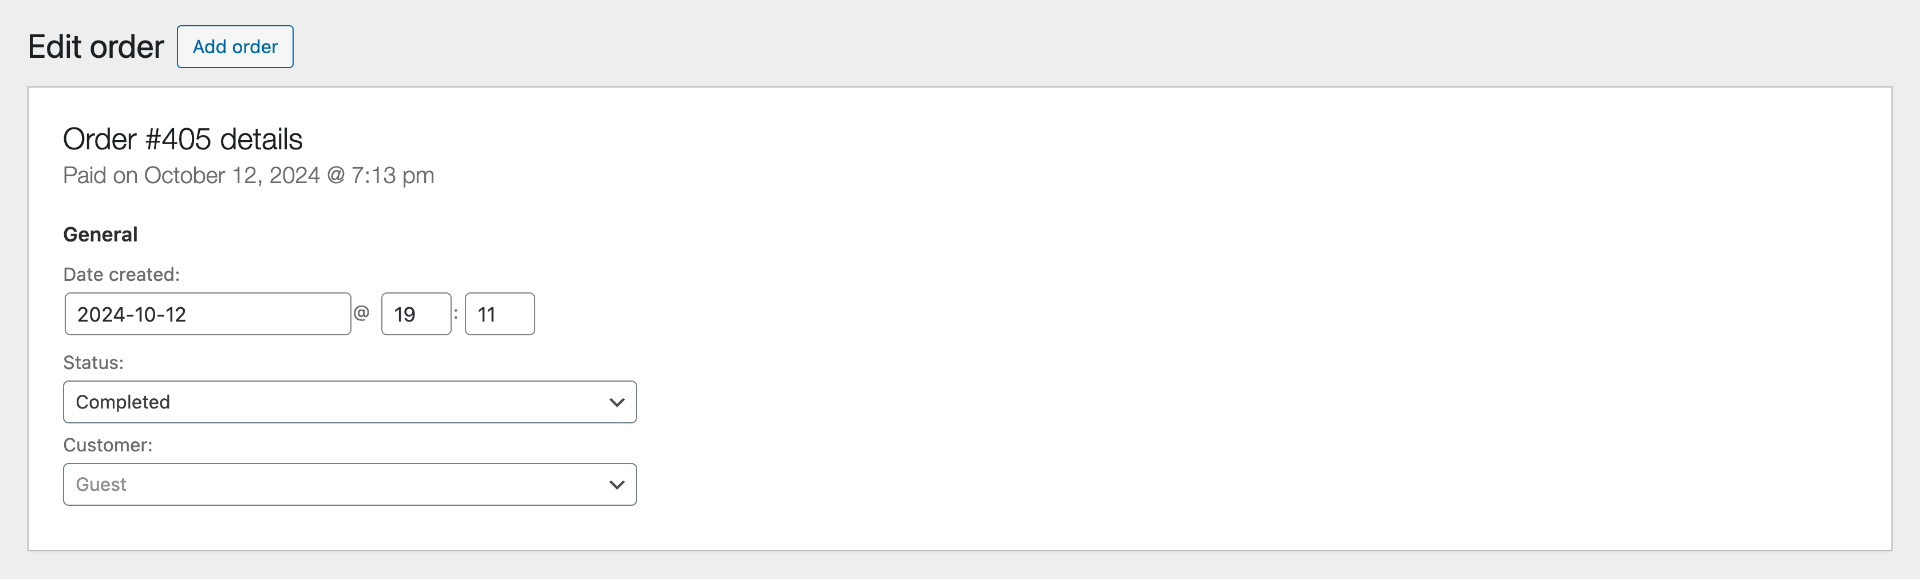 Edit order Add order
Order #405 details
Paid on October 12, 2024 @ 7:13 pm
General
Date created:
2024-10-12 @ 19 : 11
Status:
Completed
Customer:
Guest